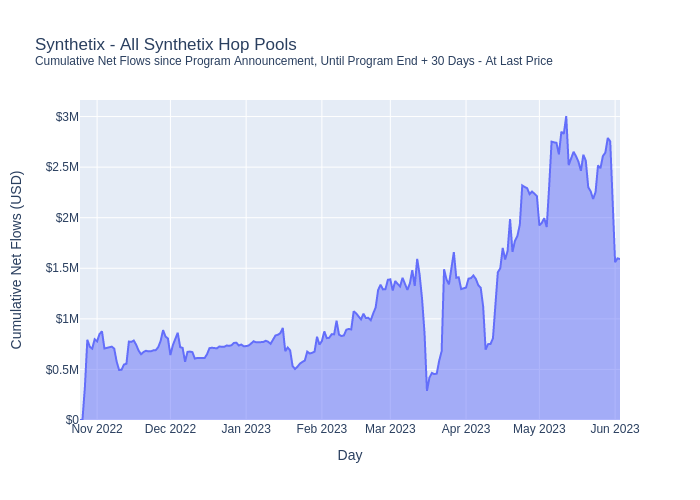 Synthetix - All Synthetix Hop Pools
Cumulative Net Flows since Program Announcement, Until Program End + 30 Days - At Last Price
Cumulative Net Flows (USD)
$3M
$2.5M
$2M
$1.5M
$1M
$0.5M
$0
Nov 2022 Dec 2022 Jan 2023 Feb 2023 Mar 2023 Apr 2023 May 2023 Jun 2023
Day